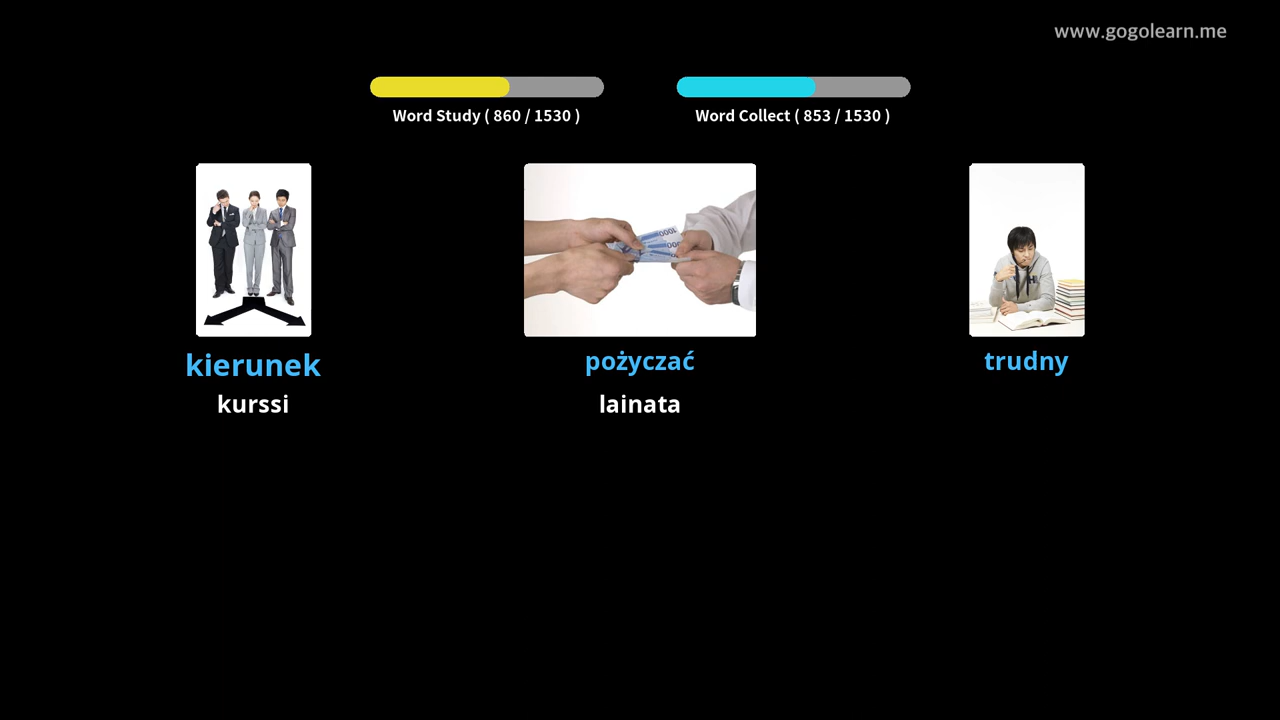 www.gogolearn.me
Word Study ( 860 / 1530 )
Word Collect ( 853 / 1530 )
kierunek
pożyczać
trudny
kurssi
lainata